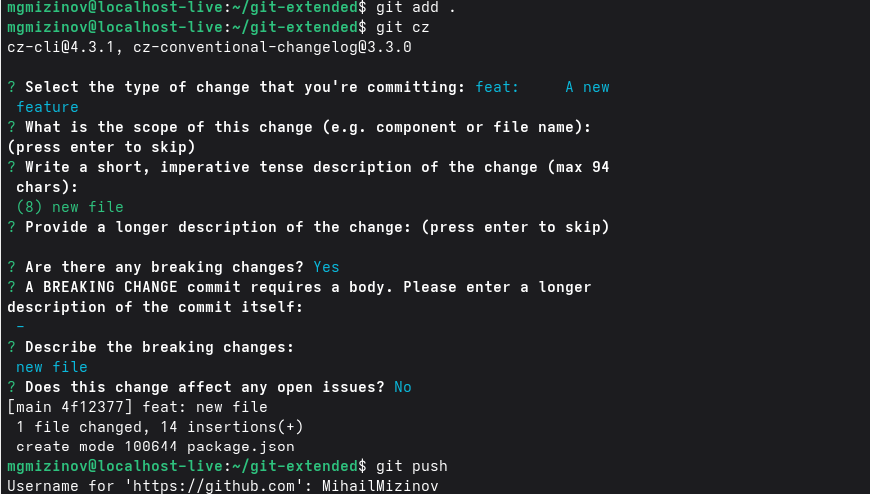 mgmizinov@localhost-live:~/git-extended$ git add .
mgmizinov@localhost-live:~/git-extended$ git cz
cz-cli@4.3.1, cz-conventional-changelog@3.3.0
? Select the type of change that you're committing: feat:     A new
 feature
? What is the scope of this change (e.g. component or file name):
(press enter to skip)
? Write a short, imperative tense description of the change (max 94
 chars):
 (8) new file
? Provide a longer description of the change: (press enter to skip)
? Are there any breaking changes? Yes
? A BREAKING CHANGE commit requires a body. Please enter a longer
description of the commit itself:
 -
? Describe the breaking changes:
 new file
? Does this change affect any open issues? No
[main 4f12377] feat: new file
 1 file changed, 14 insertions(+)
 create mode 100644 package.json
mgmizinov@localhost-live:~/git-extended$ git push
Username for 'https://github.com': MihailMizinov